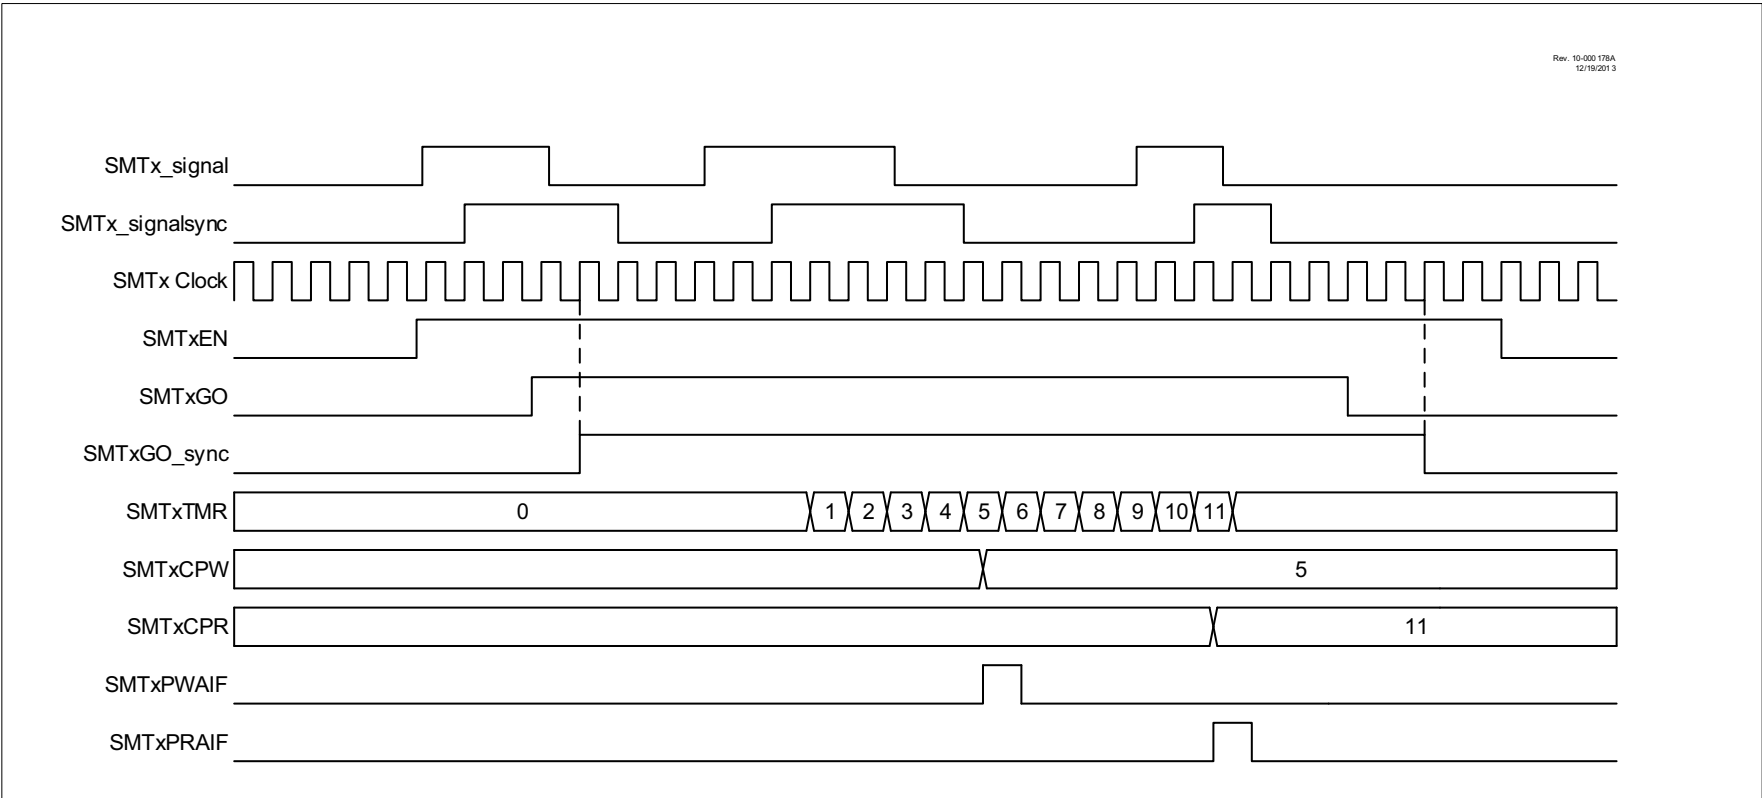 Rev. 10-000 178A
12/19/201 3
SMTx_signal
SMTx_signalsync
SMTx Clock
SMTxEN
SMTxGO
SMTxGO_sync
SMTxTMR 0 1 2 3 4 5 6 7 8 9 10 11
SMTxCPW 5
SMTxCPR 11
SMTxPWAIF
SMTxPRAIF